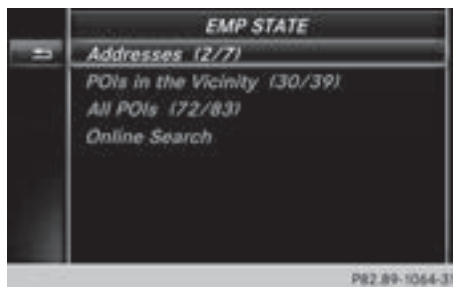 EMP STATE
Addresses (2/7)
POIs in the Vicinity (30/39)
All POIs (72/83)
Online Search
P82.89-1064-31